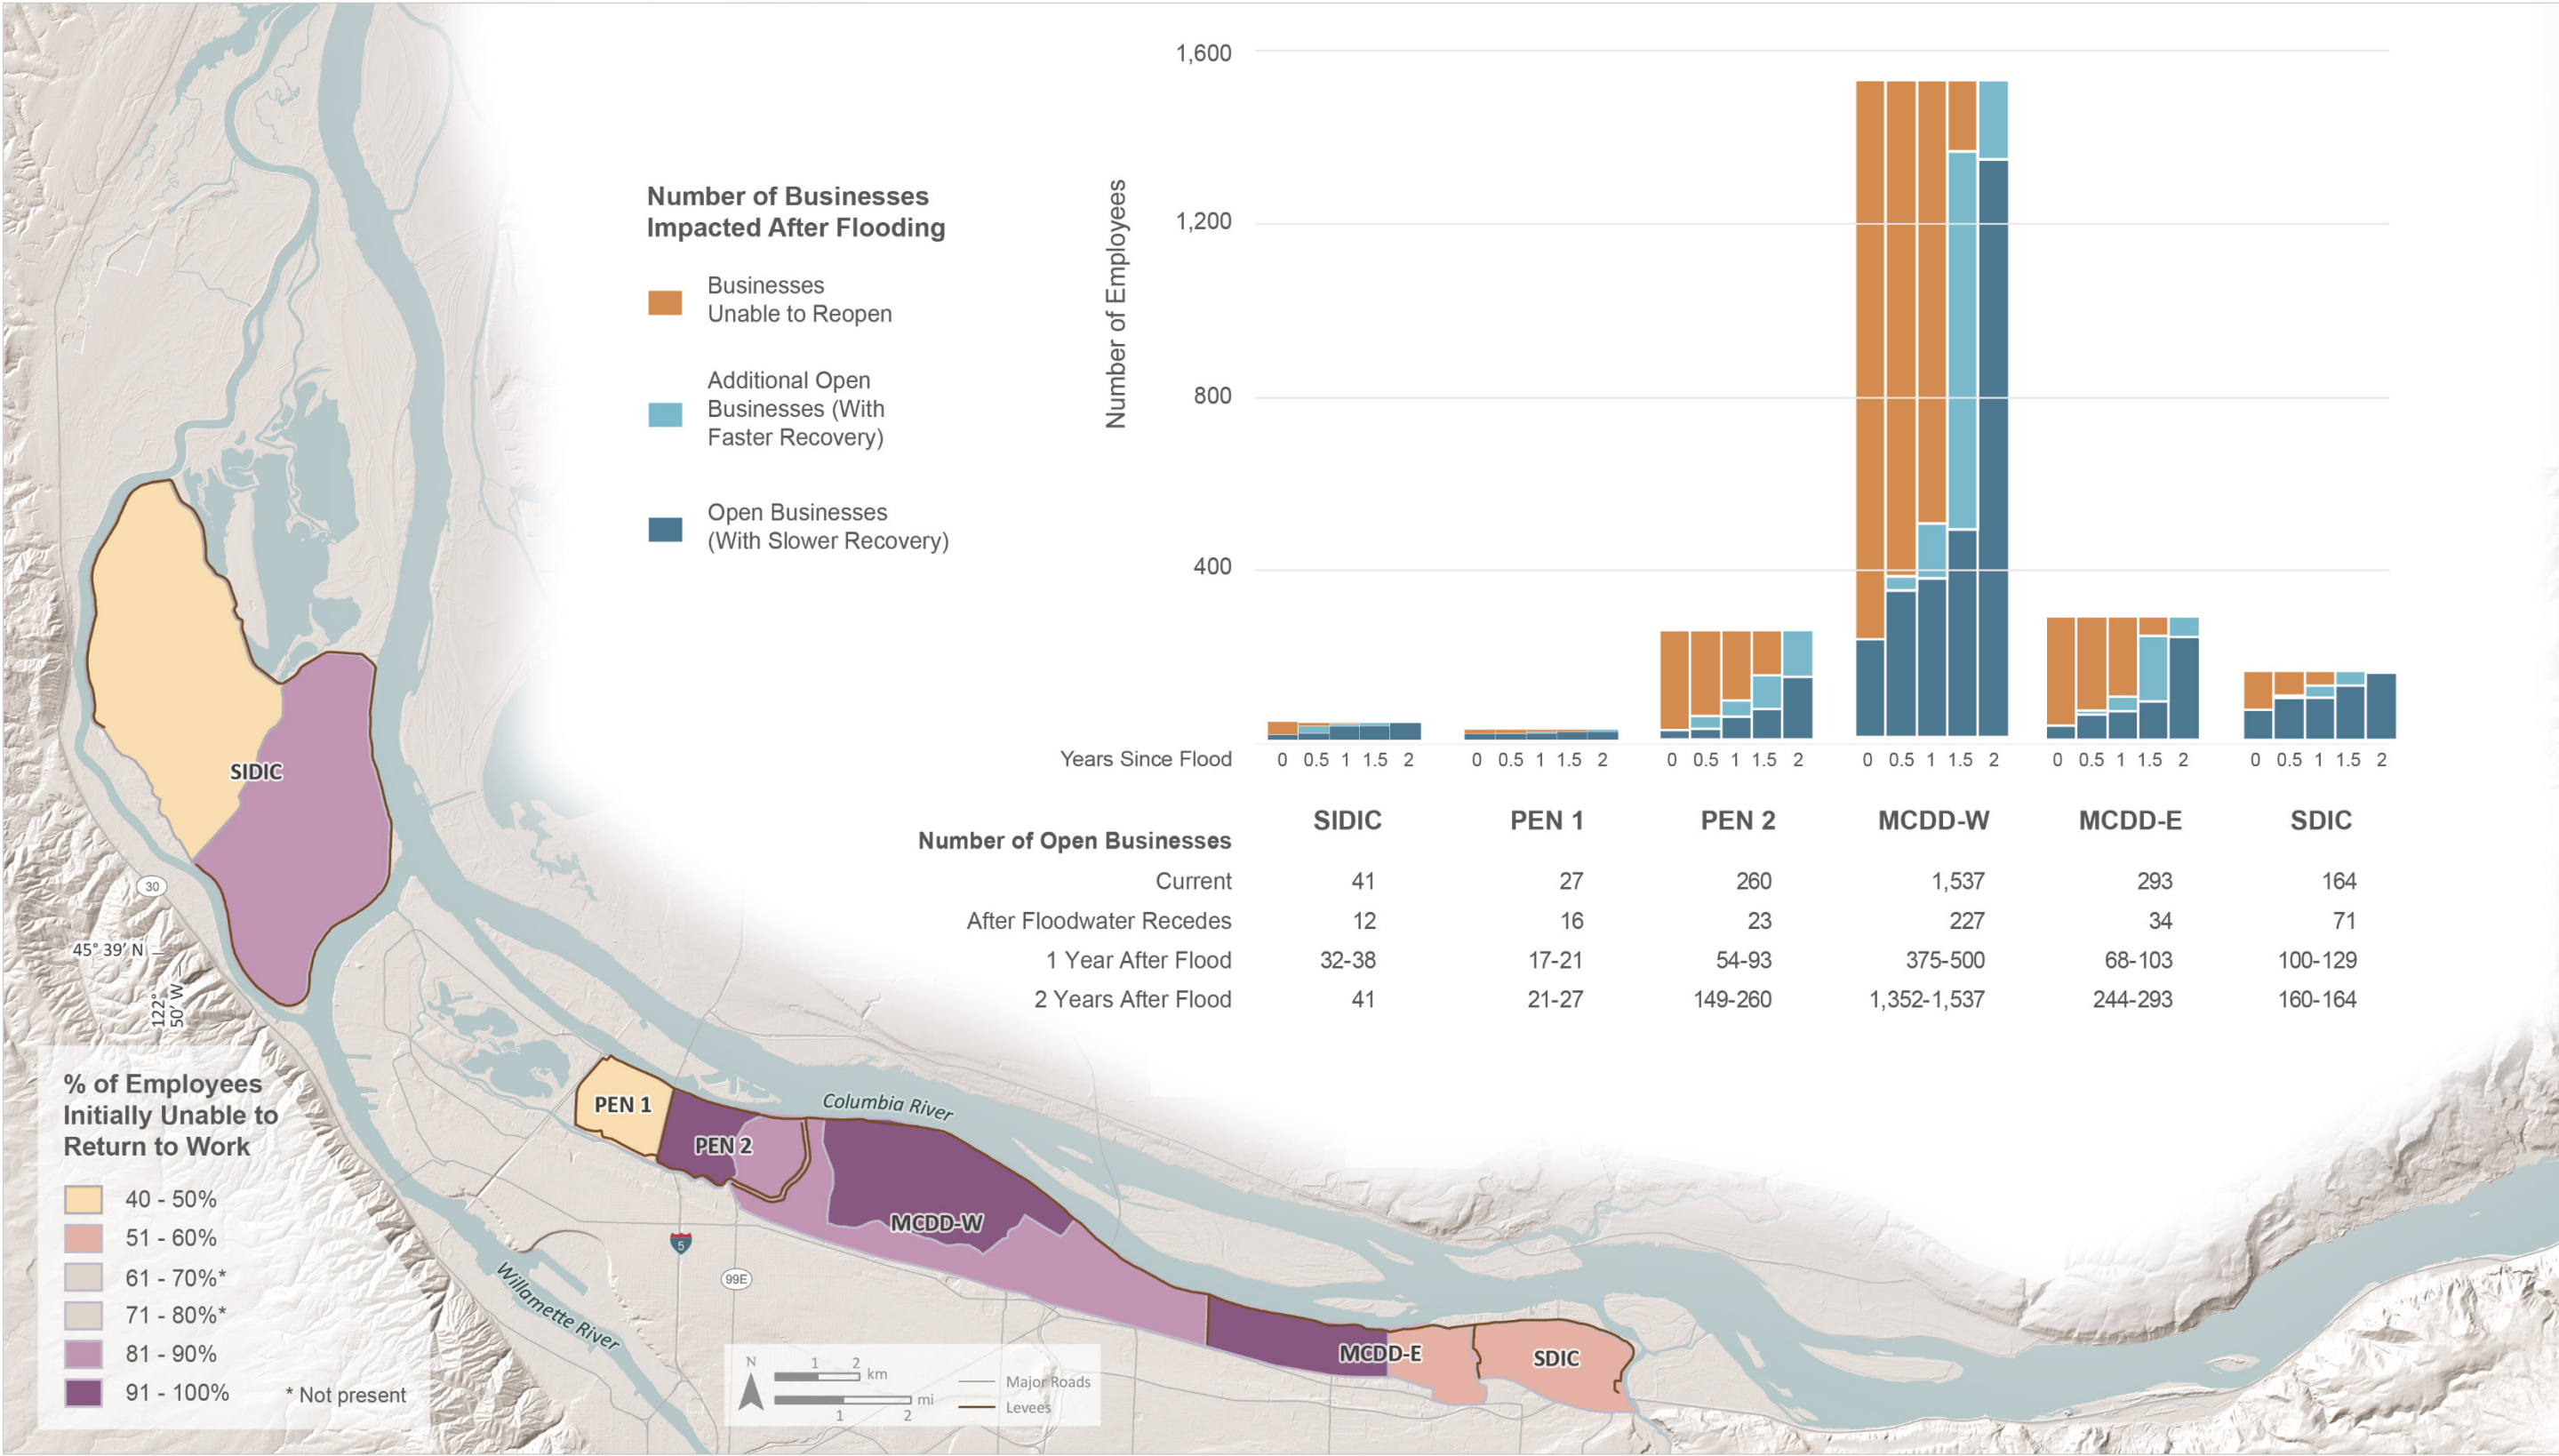 Number of Businesses
Impacted After Flooding
Businesses
Unable to Reopen
Additional Open
Businesses (With
Faster Recovery)
Open Businesses
(With Slower Recovery)
Number of Employees
1,600
1,200
800
400
Years Since Flood 0 0.5 1 1.5 2 0 0.5 1 1.5 2 0 0.5 1 1.5 2 0 0.5 1 1.5 2 0 0.5 1 1.5 2 0 0.5 1 1.5 2
SIDIC PEN 1 PEN 2 MCDD-W MCDD-E SDIC
Number of Open Businesses
Current 41 27 260 1,537 293 164
After Floodwater Recedes 12 16 23 227 34 71
1 Year After Flood 32-38 17-21 54-93 375-500 68-103 100-129
2 Years After Flood 41 21-27 149-260 1,352-1,537 244-293 160-164
SIDIC
30
45° 39' N
122°
50' W
PEN 1
PEN 2
Columbia River
MCDD-W
MCDD-E
SDIC
5
99E
Willamette River
% of Employees
Initially Unable to
Return to Work
40 - 50%
51 - 60%
61 - 70%*
71 - 80%*
81 - 90%
91 - 100%
* Not present
N
1 2
km
mi
1 2
Major Roads
Levees